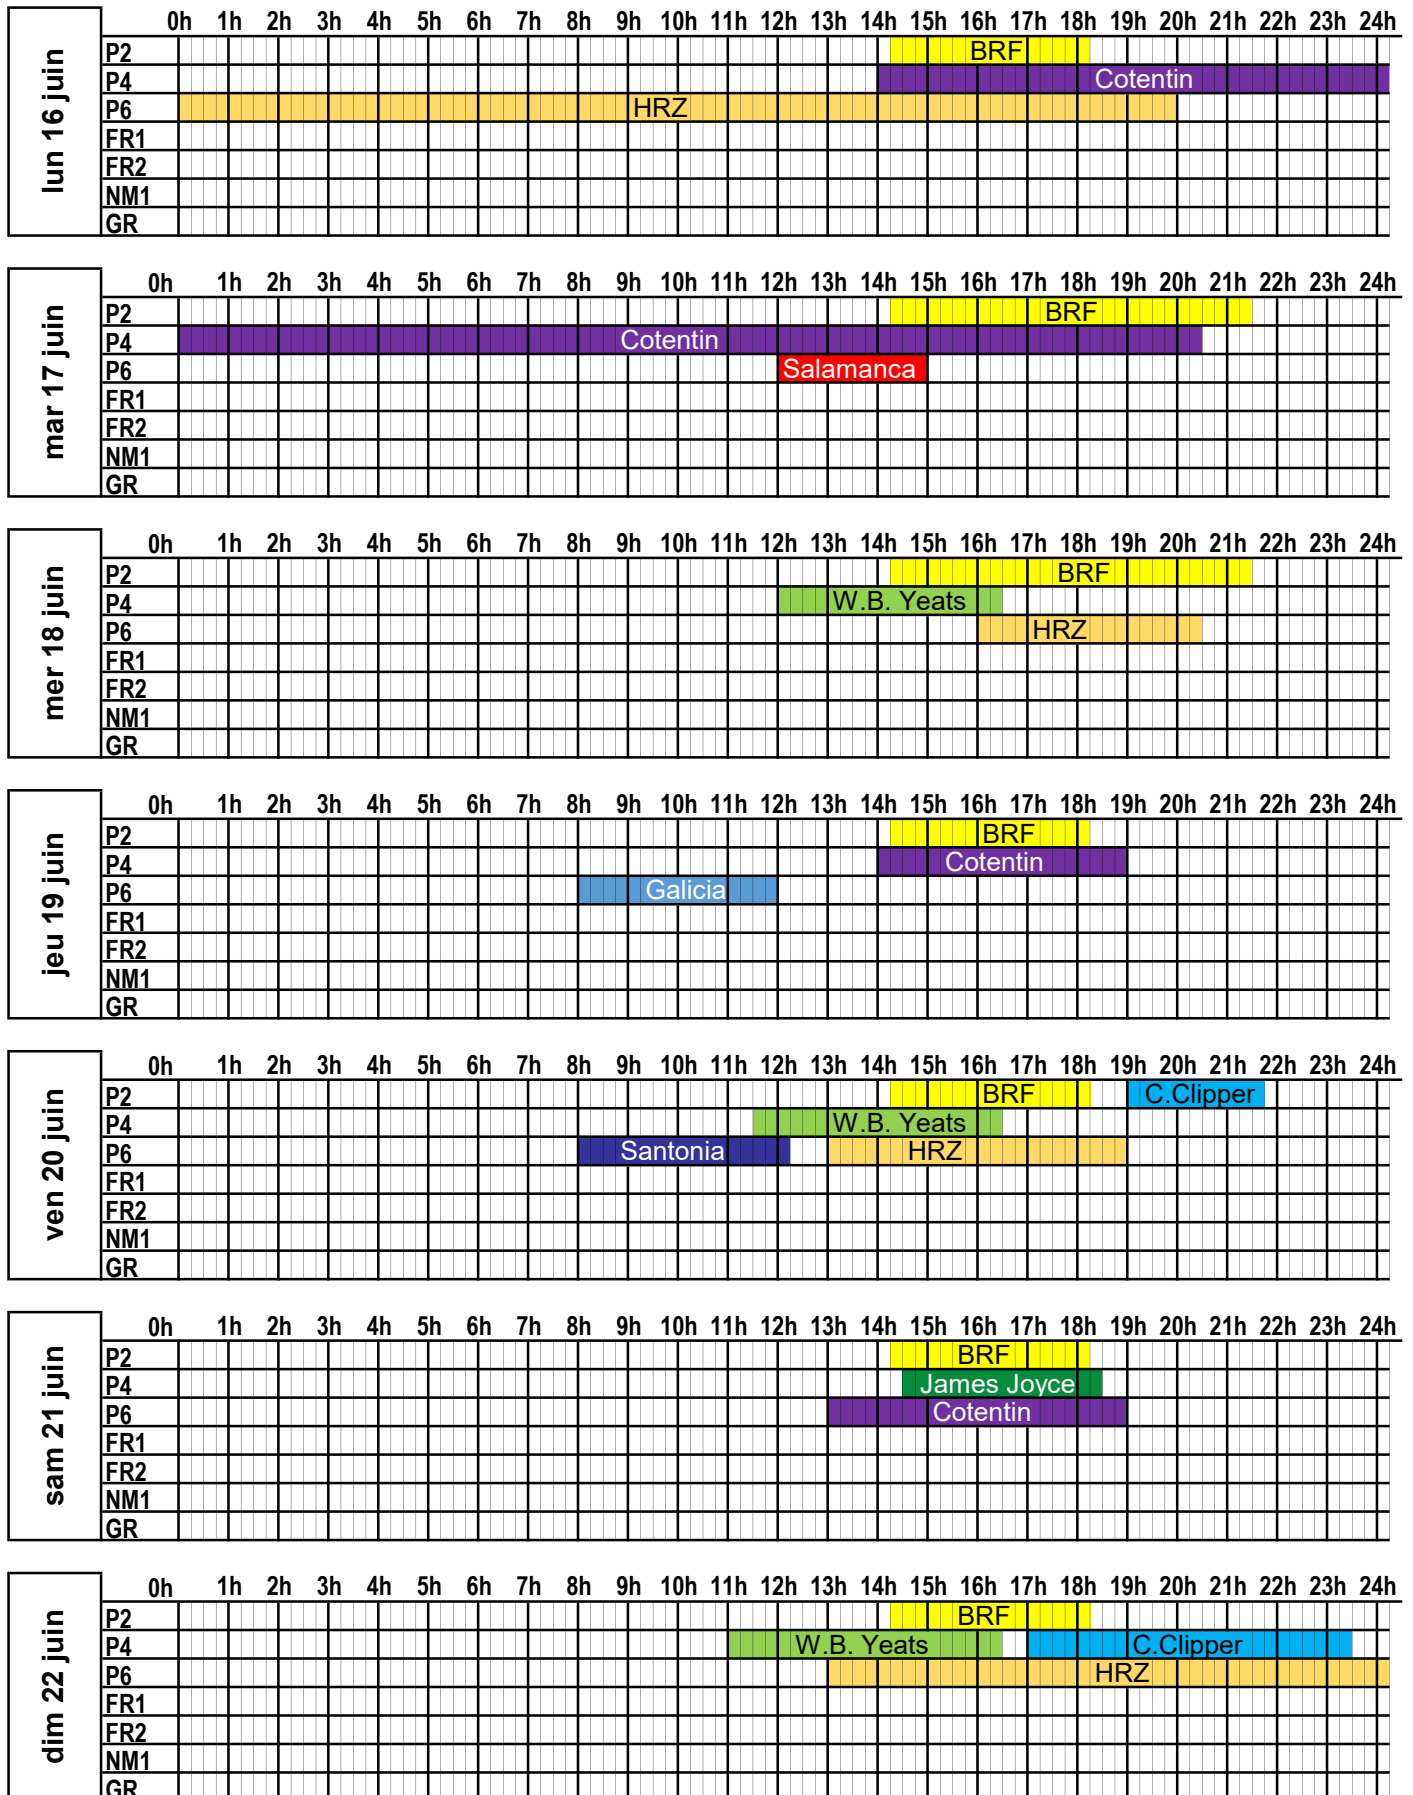 0h 1h 2h 3h 4h 5h 6h 7h 8h 9h 10h 11h 12h 13h 14h 15h 16h 17h 18h 19h 20h 21h 22h 23h 24h
lun 16 juin
P2 BRF
P4 Cotentin
P6 HRZ
FR1
FR2
NM1
GR
0h 1h 2h 3h 4h 5h 6h 7h 8h 9h 10h 11h 12h 13h 14h 15h 16h 17h 18h 19h 20h 21h 22h 23h 24h
mar 17 juin
P2 BRF
P4 Cotentin
P6 Salamanca
FR1
FR2
NM1
GR
0h 1h 2h 3h 4h 5h 6h 7h 8h 9h 10h 11h 12h 13h 14h 15h 16h 17h 18h 19h 20h 21h 22h 23h 24h
mer 18 juin
P2 BRF
P4 W.B. Yeats
P6 HRZ
FR1
FR2
NM1
GR
0h 1h 2h 3h 4h 5h 6h 7h 8h 9h 10h 11h 12h 13h 14h 15h 16h 17h 18h 19h 20h 21h 22h 23h 24h
jeu 19 juin
P2 BRF
P4 Cotentin
P6 Galicia
FR1
FR2
NM1
GR
0h 1h 2h 3h 4h 5h 6h 7h 8h 9h 10h 11h 12h 13h 14h 15h 16h 17h 18h 19h 20h 21h 22h 23h 24h
ven 20 juin
P2 BRF C.Clipper
P4 W.B. Yeats
P6 Santonia HRZ
FR1
FR2
NM1
GR
0h 1h 2h 3h 4h 5h 6h 7h 8h 9h 10h 11h 12h 13h 14h 15h 16h 17h 18h 19h 20h 21h 22h 23h 24h
sam 21 juin
P2 BRF
P4 James Joyce
P6 Cotentin
FR1
FR2
NM1
GR
0h 1h 2h 3h 4h 5h 6h 7h 8h 9h 10h 11h 12h 13h 14h 15h 16h 17h 18h 19h 20h 21h 22h 23h 24h
dim 22 juin
P2 BRF
P4 W.B. Yeats C.Clipper
P6 HRZ
FR1
FR2
NM1
GR